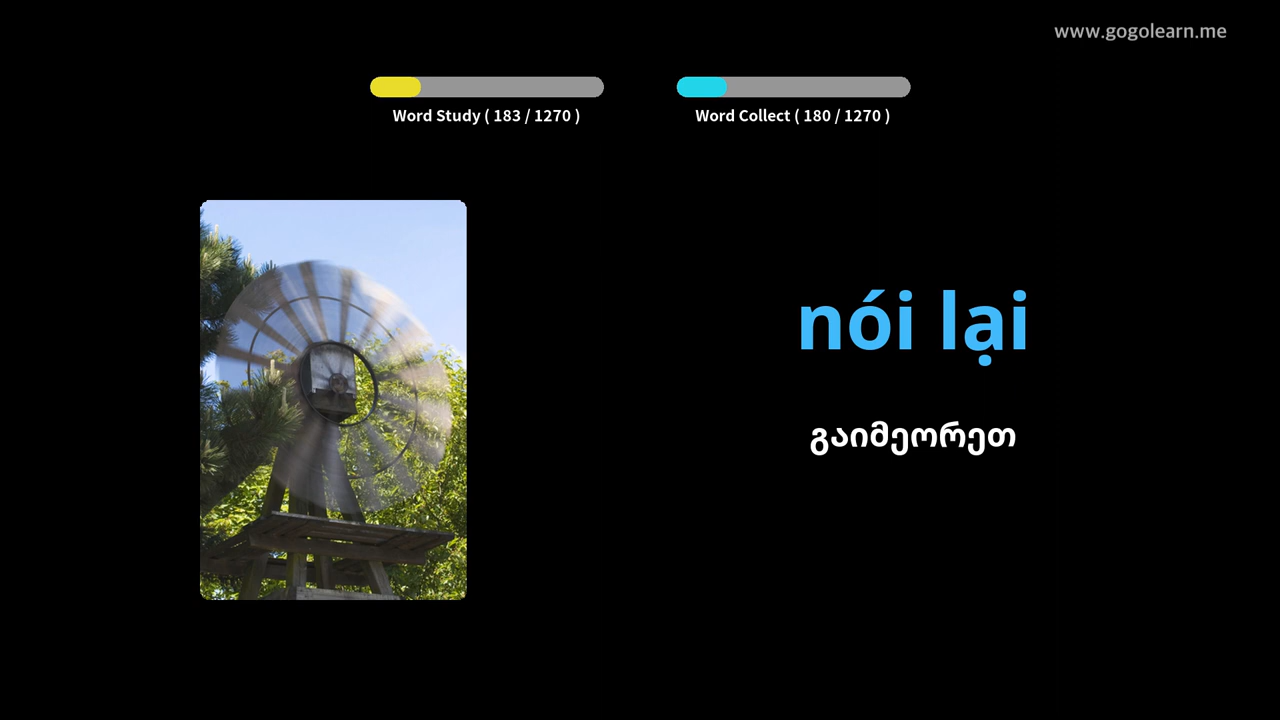 www.gogolearn.me
Word Study ( 183 / 1270 )
Word Collect ( 180 / 1270 )
nói lại
გაიმეორეთ